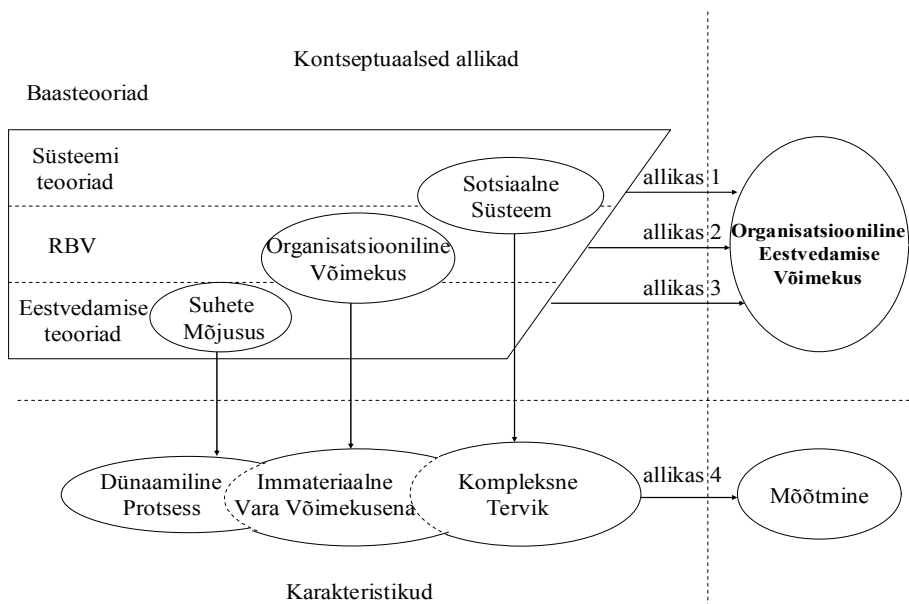 Kontseptuaalsed allikad
Baasteooriad
Süsteemi
teooriad
Sotsiaalne
Süsteem
allikas 1
RBV
Organisatsiooniline
Võimekus
allikas 2
Organisatsiooniline
Eestvedamise
Võimekus
Eestvedamise
teooriad
Suhete
Mõjusus
allikas 3
Dünaamiline
Protsess
Immateriaalne
Vara Võimekusena
Kompleksne
Tervik
allikas 4
Mõõtmine
Karakteristikud